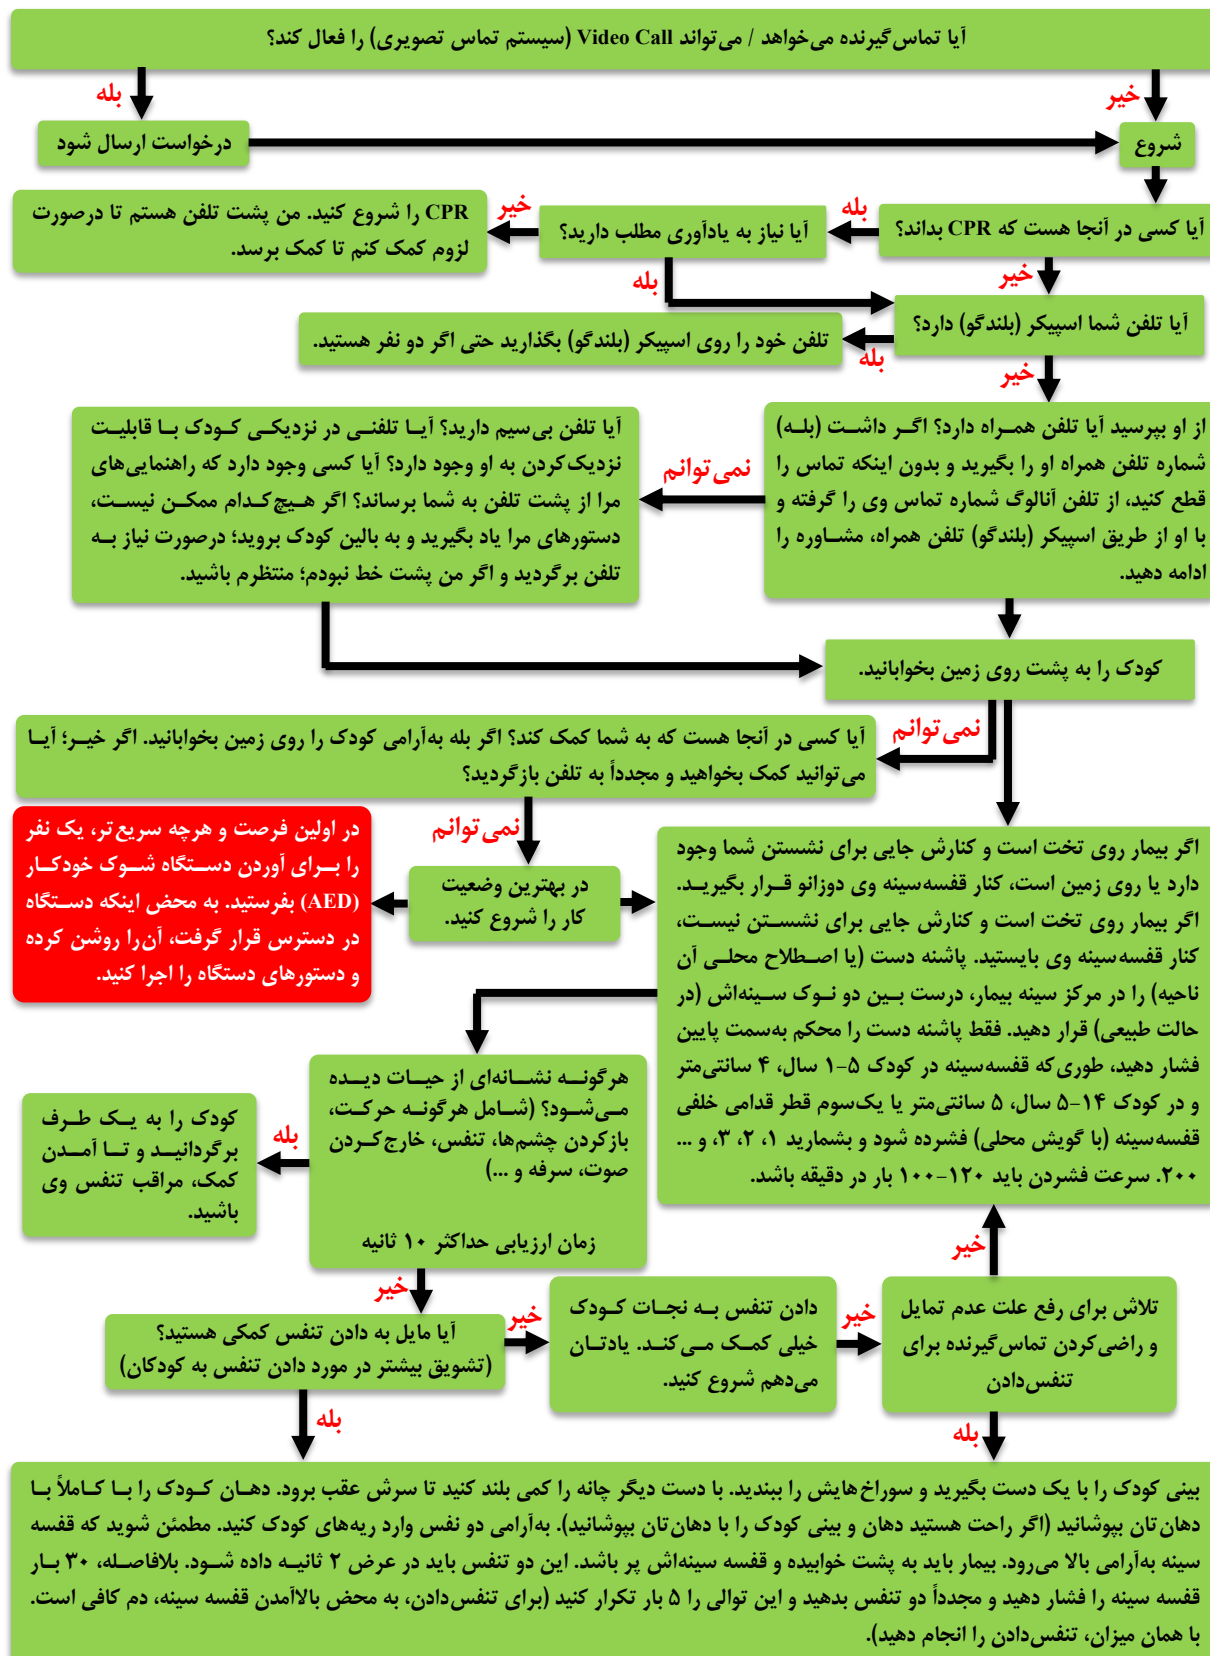 آیا تماس‌گیرنده می‌خواهد / می‌تواند Video Call (سیستم تماس تصویری) را فعال کند؟
بله
خیر
درخواست ارسال شود
شروع
آیا کسی در آنجا هست که CPR بداند؟
بله
آیا نیاز به یادآوری مطلب دارید؟
خیر
CPR را شروع کنید. من پشت تلفن هستم تا درصورت
لزوم کمک کنم تا کمک برسد.
خیر
بله
آیا تلفن شما اسپیکر (بلندگو) دارد؟
بله
تلفن خود را روی اسپیکر (بلندگو) بگذارید حتی اگر دو نفر هستید.
خیر
از او بپرسید آیا تلفن همراه دارد؟ اگر داشت (بله)
شماره تلفن همراه او را بگیرید و بدون اینکه تماس را
قطع کنید، از تلفن آنالوگ شماره تماس وی را گرفته و
با او از طریق اسپیکر (بلندگو) تلفن همراه، مشاوره را
ادامه دهید.
نمی‌توانم
آیا تلفن بی‌سیم دارید؟ آیا تلفنی در نزدیکی کودک با قابلیت
نزدیک‌کردن به او وجود دارد؟ آیا کسی وجود دارد که راهنمایی‌های
مرا از پشت تلفن به شما برساند؟ اگر هیچ‌کدام ممکن نیست،
دستورهای مرا یاد بگیرید و به بالین کودک بروید؛ درصورت نیاز به
تلفن برگردید و اگر من پشت خط نبودم؛ منتظرم باشید.
کودک را به پشت روی زمین بخوابانید.
نمی‌توانم
آیا کسی در آنجا هست که به شما کمک کند؟ اگر بله به‌آرامی کودک را روی زمین بخوابانید. اگر خیر؛ آیا
می‌توانید کمک بخواهید و مجدداً به تلفن بازگردید؟
نمی‌توانم
در بهترین وضعیت
کار را شروع کنید.
در اولین فرصت و هرچه سریع‌تر، یک نفر
را برای آوردن دستگاه شوک خودکار
(AED) بفرستید. به محض اینکه دستگاه
در دسترس قرار گرفت، آن‌را روشن کرده
و دستورهای دستگاه را اجرا کنید.
اگر بیمار روی تخت است و کنارش جایی برای نشستن شما وجود
دارد یا روی زمین است، کنار قفسه‌سینه وی دوزانو قرار بگیرید.
اگر بیمار روی تخت است و کنارش جایی برای نشستن نیست،
کنار قفسه‌سینه وی بایستید. پاشنه دست (یا اصطلاح محلی آن
ناحیه) را در مرکز سینه بیمار، درست بین دو نوک سینه‌اش (در
حالت طبیعی) قرار دهید. فقط پاشنه دست را محکم به‌سمت پایین
فشار دهید، طوری‌که قفسه‌سینه در کودک ۵-۱ سال، ۴ سانتی‌متر
و در کودک ۱۴-۵ سال، ۵ سانتی‌متر یا یک‌سوم قطر قدامی خلفی
قفسه‌سینه (با گویش محلی) فشرده شود و بشمارید ۱، ۲، ۳، و ...
۲۰۰. سرعت فشردن باید ۱۲۰-۱۰۰ بار در دقیقه باشد.
هرگونه نشانه‌ای از حیات دیده
می‌شود؟ (شامل هرگونه حرکت،
بازکردن چشم‌ها، تنفس، خارج‌کردن
صوت، سرفه و ...)
زمان ارزیابی حداکثر ۱۰ ثانیه
بله
کودک را به یک طرف
برگردانید و تا آمدن
کمک، مراقب تنفس وی
باشید.
خیر
آیا مایل به دادن تنفس کمکی هستید؟
(تشویق بیشتر در مورد دادن تنفس به کودکان)
خیر
دادن تنفس به نجات کودک
خیلی کمک می‌کند. یادتان
می‌دهم شروع کنید.
خیر
تلاش برای رفع علت عدم تمایل
و راضی‌کردن تماس‌گیرنده برای
تنفس‌دادن
خیر
بله
بله
بینی کودک را با یک دست بگیرید و سوراخ‌هایش را ببندید. با دست دیگر چانه را کمی بلند کنید تا سرش عقب برود. دهان کودک را با کاملاً با
دهان‌تان بپوشانید (اگر راحت هستید دهان و بینی کودک را با دهان‌تان بپوشانید). به‌آرامی دو نفس وارد ریه‌های کودک کنید. مطمئن شوید که قفسه
سینه به‌آرامی بالا می‌رود. بیمار باید به پشت خوابیده و قفسه سینه‌اش پر باشد. این دو تنفس باید در عرض ۲ ثانیه داده شود. بلافاصله، ۳۰ بار
قفسه سینه را فشار دهید و مجدداً دو تنفس بدهید و این توالی را ۵ بار تکرار کنید (برای تنفس‌دادن، به محض بالاآمدن قفسه سینه، دم کافی است.
با همان میزان، تنفس‌دادن را انجام دهید).